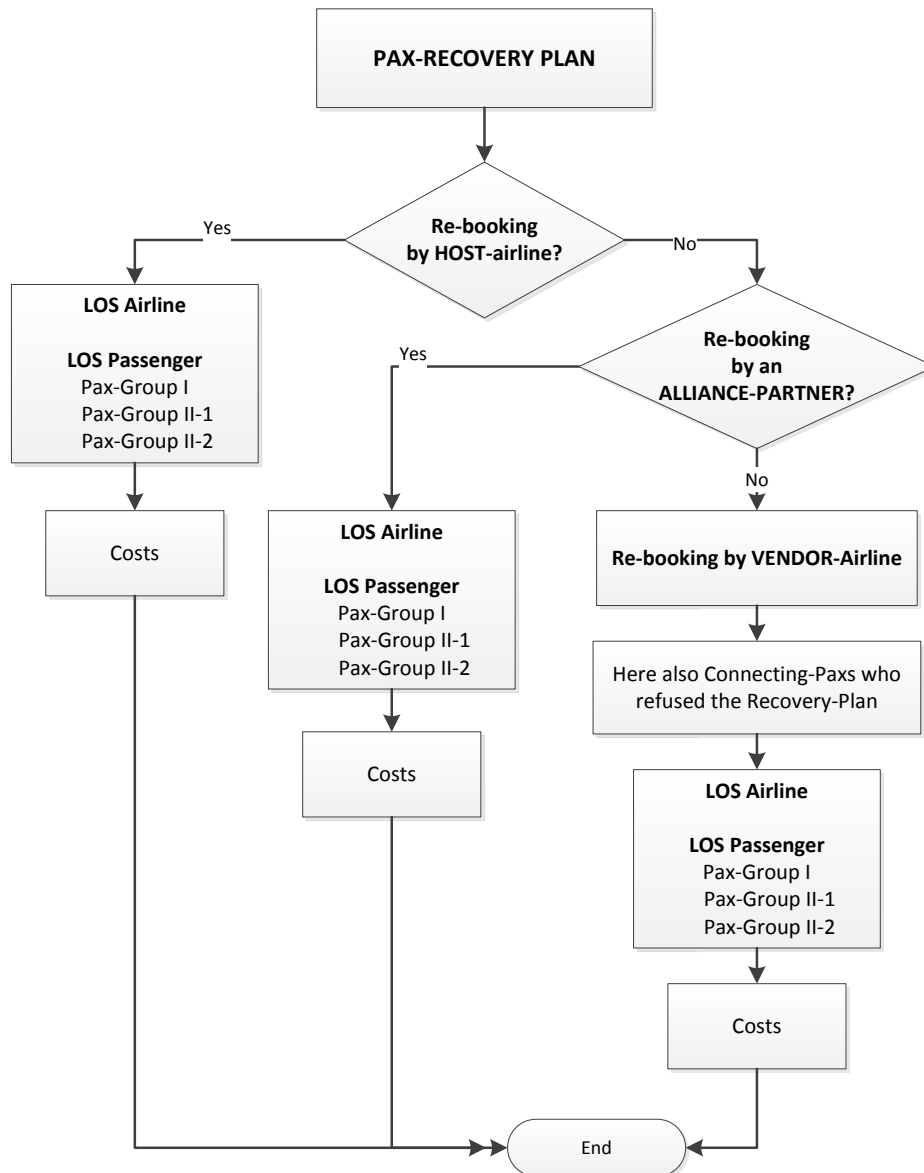 PAX-RECOVERY PLAN
Re-booking
by HOST-airline?
Yes
No
LOS Airline
LOS Passenger
Pax-Group I
Pax-Group II-1
Pax-Group II-2
Costs
Re-booking
by an
ALLIANCE-PARTNER?
Yes
No
LOS Airline
LOS Passenger
Pax-Group I
Pax-Group II-1
Pax-Group II-2
Costs
Re-booking by VENDOR-Airline
Here also Connecting-Paxs who
refused the Recovery-Plan
LOS Airline
LOS Passenger
Pax-Group I
Pax-Group II-1
Pax-Group II-2
Costs
End